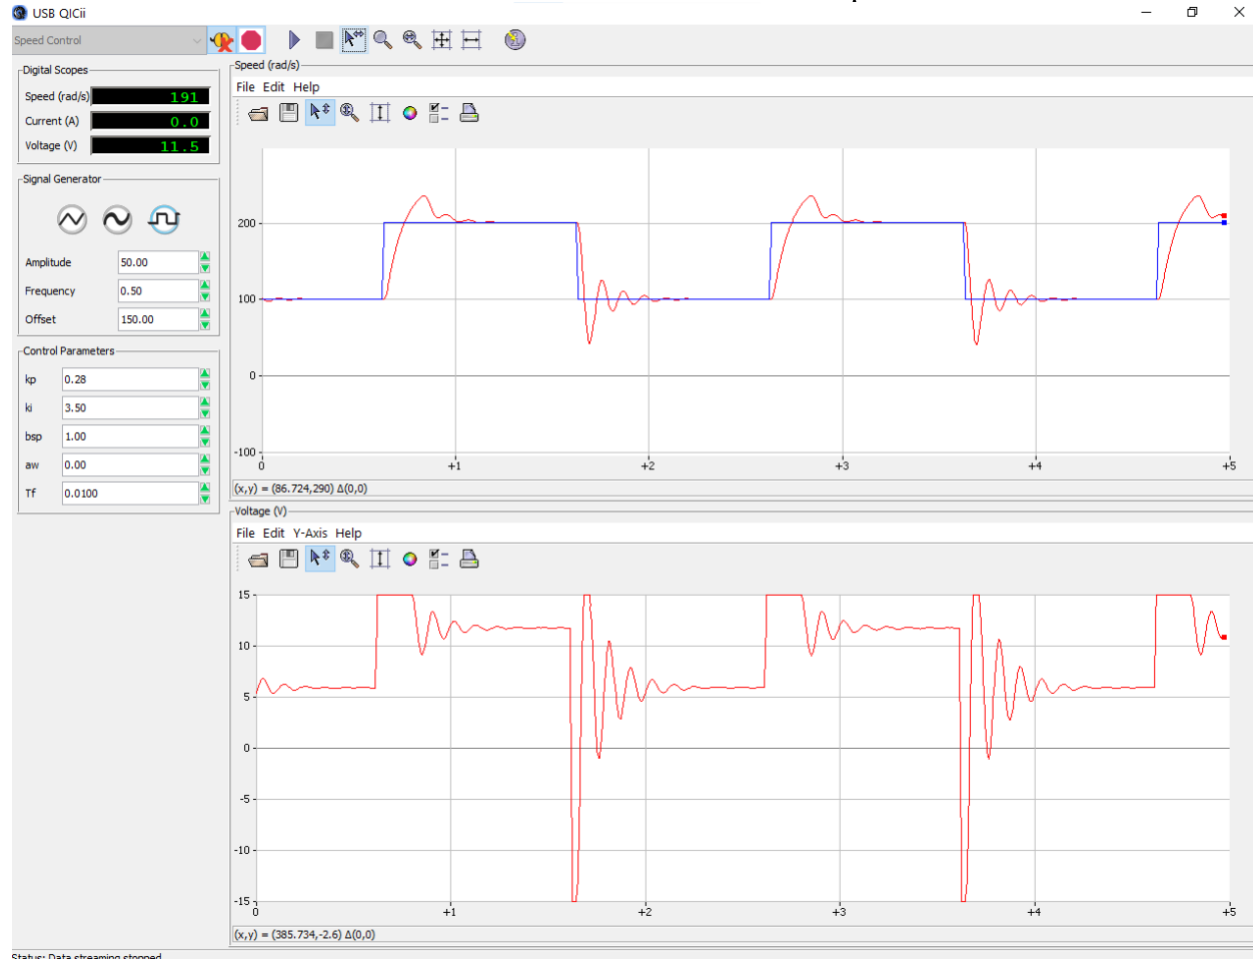 USB QICii
Speed Control
Digital Scopes
Speed (rad/s) 191
Current (A) 0.0
Voltage (V) 11.5
Signal Generator
Amplitude 50.00
Frequency 0.50
Offset 150.00
Control Parameters
kp 0.28
ki 3.50
bsp 1.00
aw 0.00
Tf 0.0100
Speed (rad/s)
File Edit Help
200
100
0
-100
0 +1 +2 +3 +4 +5
(x,y) = (86.724,290) Δ(0,0)
Voltage (V)
File Edit Y-Axis Help
15
10
5
0
-5
-10
-15
0 +1 +2 +3 +4 +5
(x,y) = (385.734,-2.6) Δ(0,0)
Status: Data streaming stopped